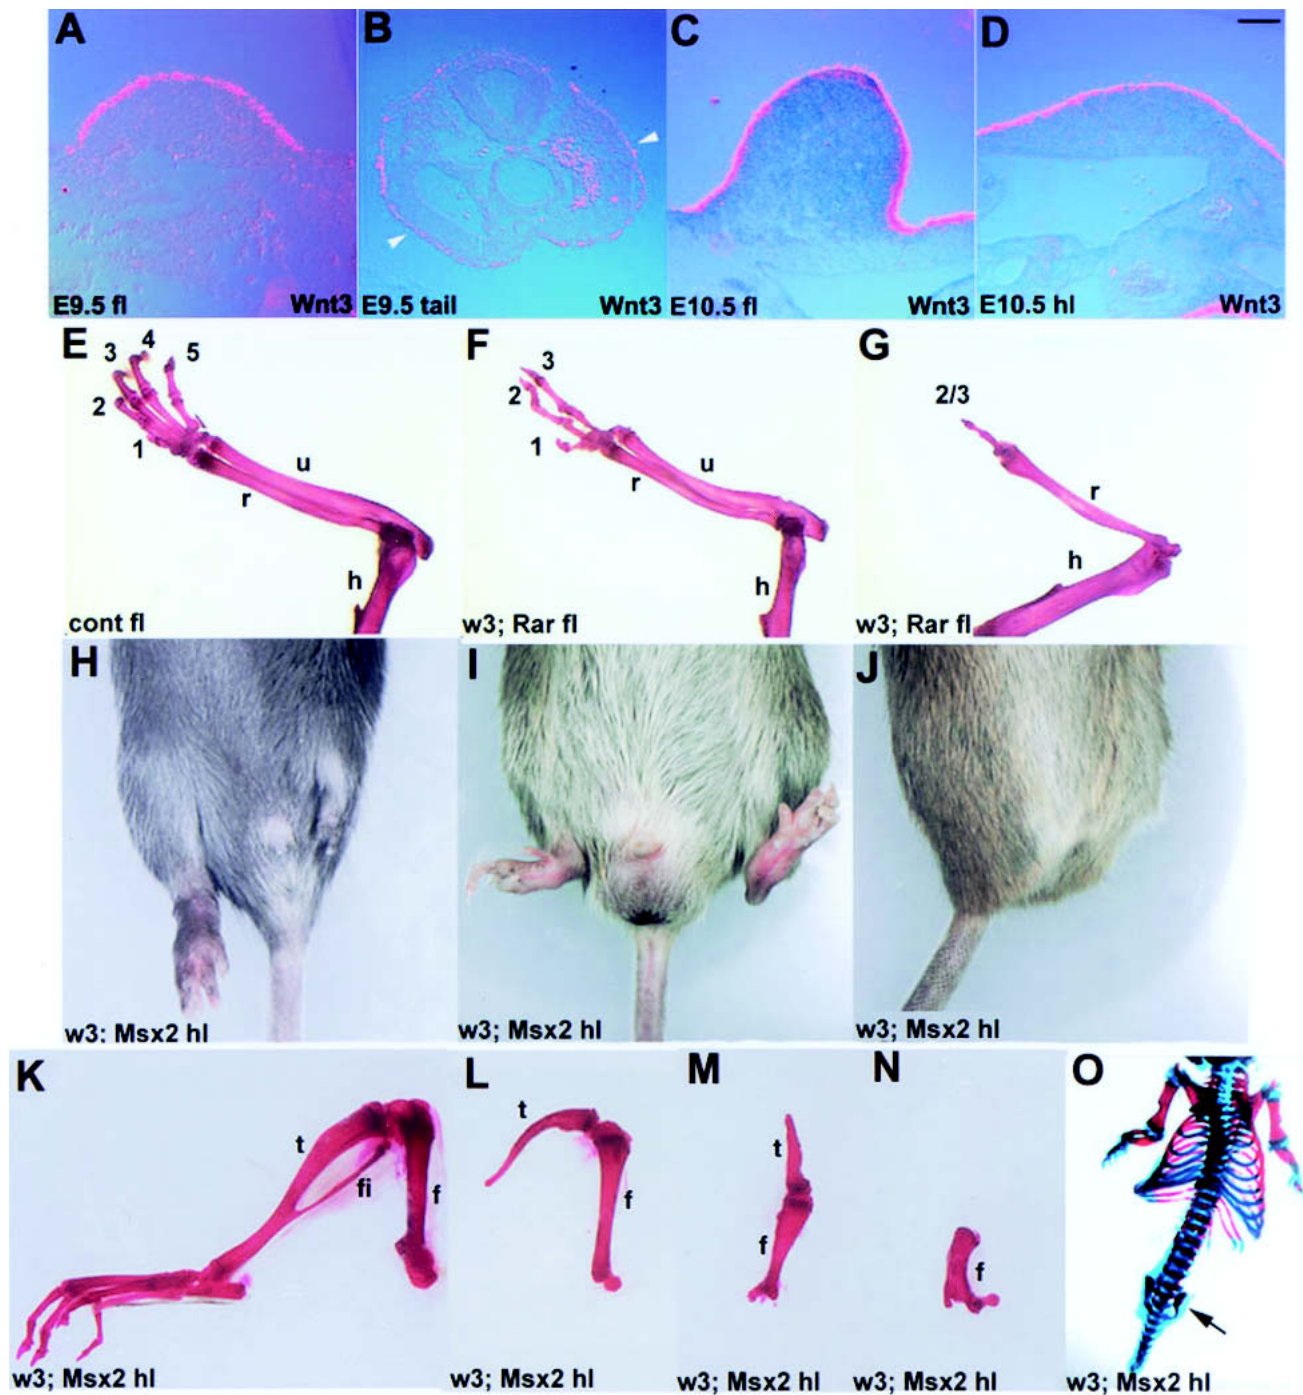 A
E9.5 fl
Wnt3
B
E9.5 tail
Wnt3
C
E10.5 fl
Wnt3
D
E10.5 hl
Wnt3
E
3 4 5
2
1
u
r
h
cont fl
F
3
2
1
u
r
h
w3; Rar fl
G
2/3
r
h
w3; Rar fl
H
w3: Msx2 hl
I
w3; Msx2 hl
J
w3; Msx2 hl
K
t
fi
f
w3; Msx2 hl
L
t
f
w3; Msx2 hl
M
t
f
w3; Msx2 hl
N
f
w3; Msx2 hl
O
w3; Msx2 hl